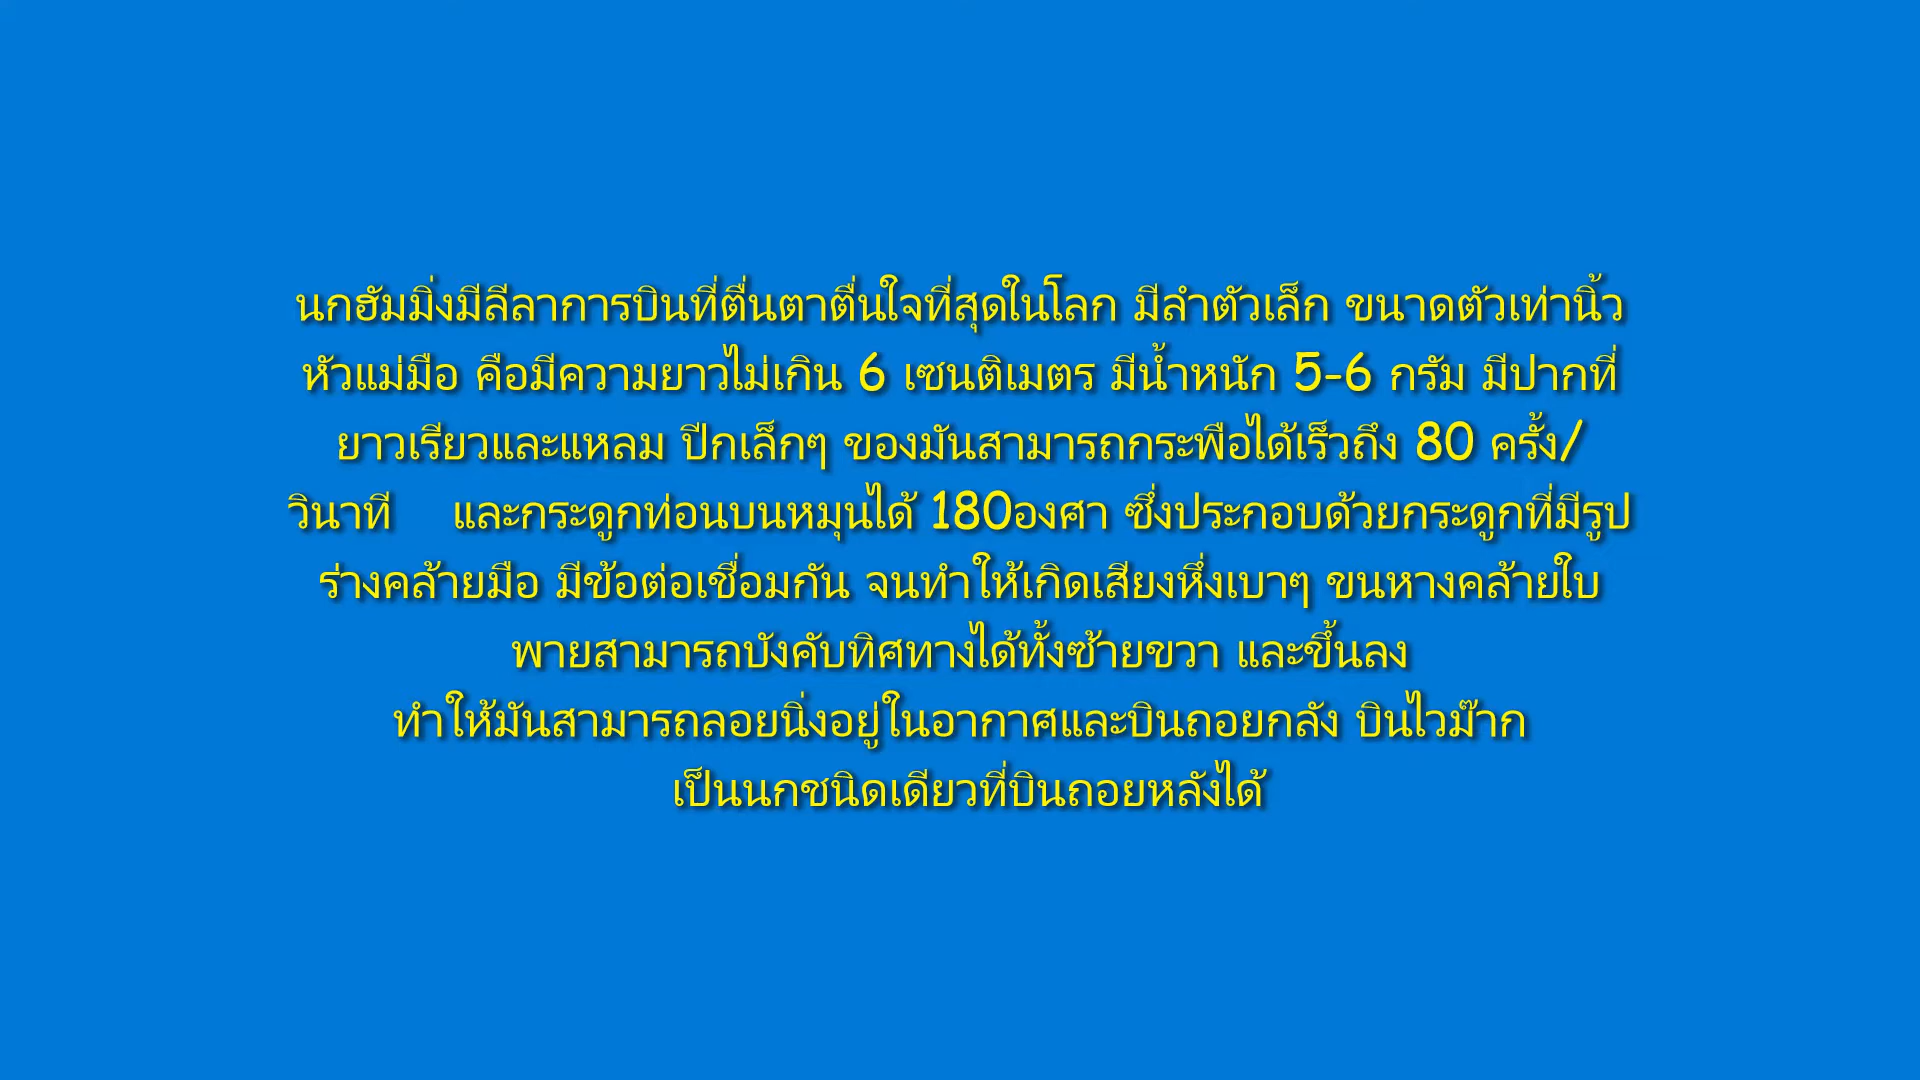 นกฮัมมิ่งมีลีลาการบินที่ตื่นตาตื่นใจที่สุดในโลก มีลำตัวเล็ก ขนาดตัวเท่านิ้ว
หัวแม่มือ คือมีความยาวไม่เกิน 6 เซนติเมตร มีน้ำหนัก 5-6 กรัม มีปากที่
ยาวเรียวและแหลม ปีกเล็กๆ ของมันสามารถกระพือได้เร็วถึง 80 ครั้ง/
วินาที และกระดูกท่อนบนหมุนได้ 180องศา ซึ่งประกอบด้วยกระดูกที่มีรูป
ร่างคล้ายมือ มีข้อต่อเชื่อมกัน จนทำให้เกิดเสียงหึ่งเบาๆ ขนหางคล้ายใบ
พายสามารถบังคับทิศทางได้ทั้งซ้ายขวา และขึ้นลง
ทำให้มันสามารถลอยนิ่งอยู่ในอากาศและบินถอยกลัง บินไวม๊าก
เป็นนกชนิดเดียวที่บินถอยหลังได้